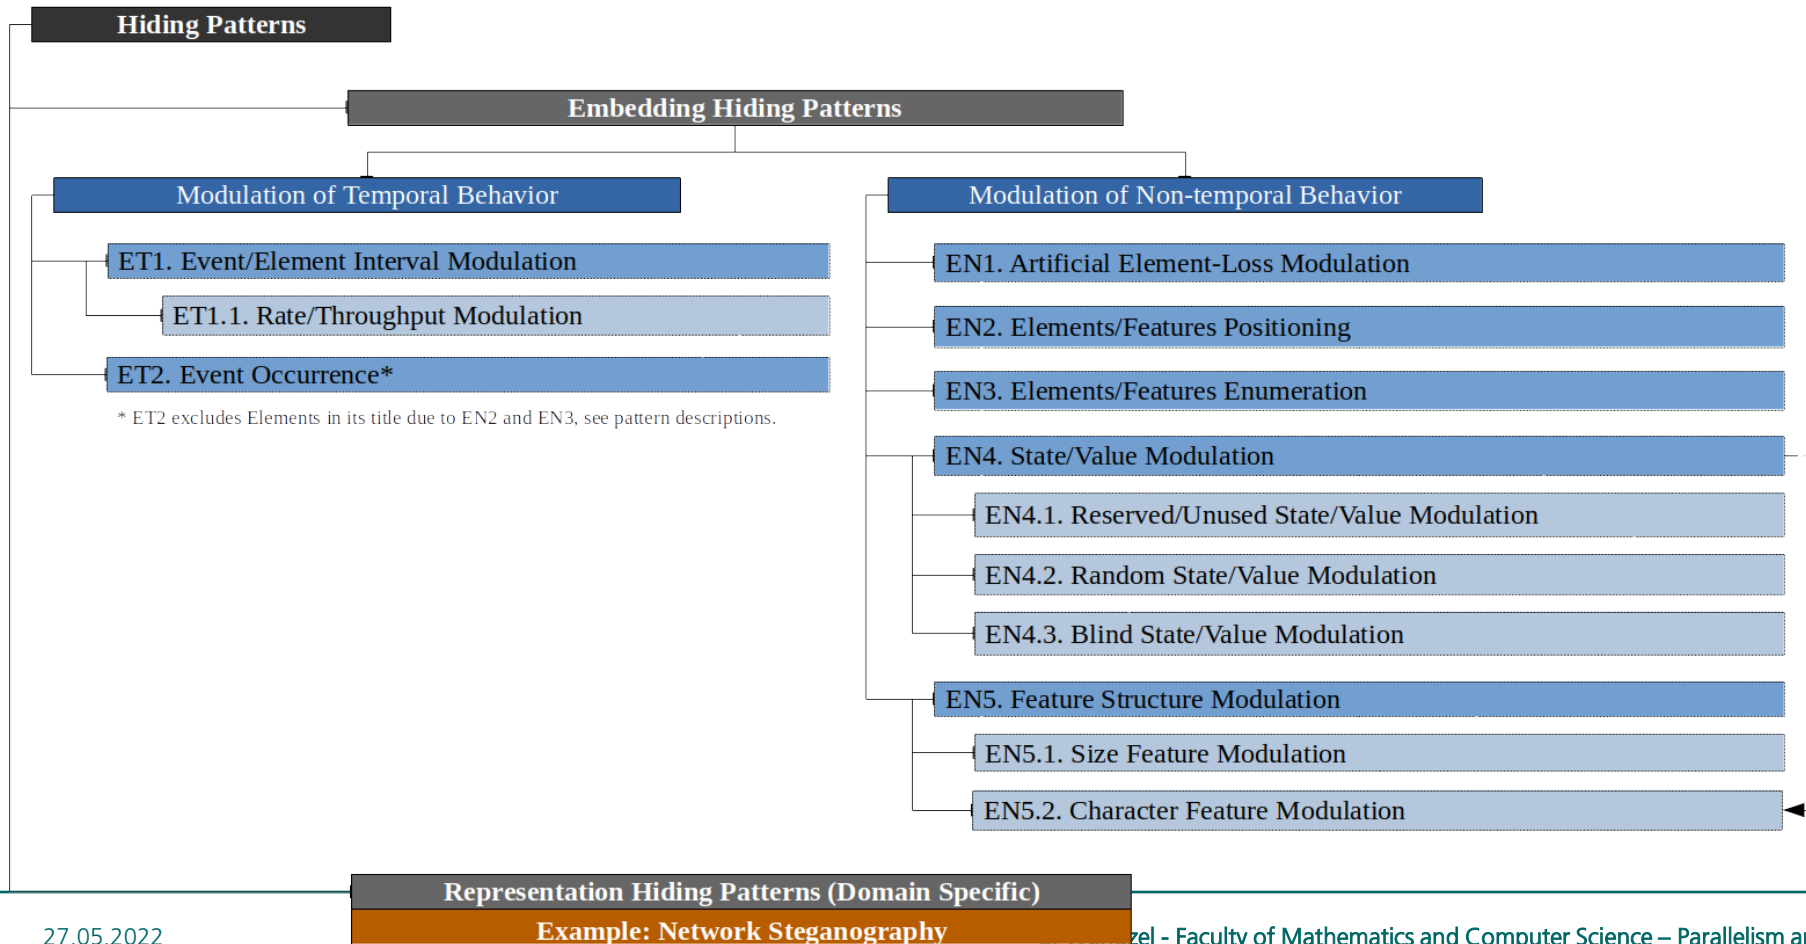 Hiding Patterns
Embedding Hiding Patterns
Modulation of Temporal Behavior
ET1. Event/Element Interval Modulation
ET1.1. Rate/Throughput Modulation
ET2. Event Occurrence*
* ET2 excludes Elements in its title due to EN2 and EN3, see pattern descriptions.
Modulation of Non-temporal Behavior
EN1. Artificial Element-Loss Modulation
EN2. Elements/Features Positioning
EN3. Elements/Features Enumeration
EN4. State/Value Modulation
EN4.1. Reserved/Unused State/Value Modulation
EN4.2. Random State/Value Modulation
EN4.3. Blind State/Value Modulation
EN5. Feature Structure Modulation
EN5.1. Size Feature Modulation
EN5.2. Character Feature Modulation
Representation Hiding Patterns (Domain Specific)
Example: Network Steganography
27.05.2022
- Faculty of Mathematics and Computer Science – Parallelism